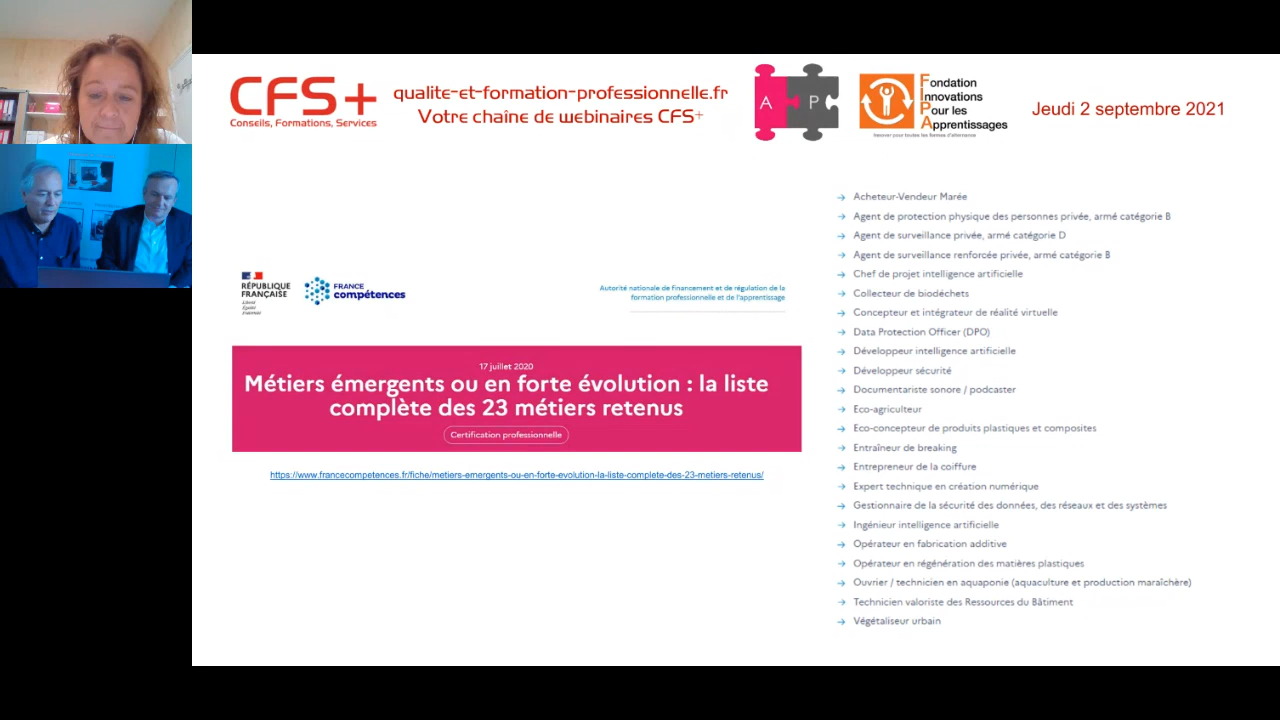 CFS+
Conseils, Formations, Services
qualite-et-formation-professionnelle.fr
Votre chaîne de webinaires CFS+
A P
Fondation
Innovations
Pour les
Apprentissages
Innover pour toutes les formes d'alternance
Jeudi 2 septembre 2021
RÉPUBLIQUE
FRANÇAISE
Liberté
Égalité
Fraternité
FRANCE
compétences
Autorité nationale de financement et de régulation de la
formation professionnelle et de l'apprentissage
17 juillet 2020
Métiers émergents ou en forte évolution : la liste
complète des 23 métiers retenus
Certification professionnelle
https://www.francecompetences.fr/fiche/metiers-emergents-ou-en-forte-evolution-la-liste-complete-des-23-metiers-retenus/
→ Acheteur-Vendeur Marée
→ Agent de protection physique des personnes privée, armé catégorie B
→ Agent de surveillance privée, armé catégorie D
→ Agent de surveillance renforcée privée, armé catégorie B
→ Chef de projet intelligence artificielle
→ Collecteur de biodéchets
→ Concepteur et intégrateur de réalité virtuelle
→ Data Protection Officer (DPO)
→ Développeur intelligence artificielle
→ Développeur sécurité
→ Documentariste sonore / podcaster
→ Eco-agriculteur
→ Eco-concepteur de produits plastiques et composites
→ Entraîneur de breaking
→ Entrepreneur de la coiffure
→ Expert technique en création numérique
→ Gestionnaire de la sécurité des données, des réseaux et des systèmes
→ Ingénieur intelligence artificielle
→ Opérateur en fabrication additive
→ Opérateur en régénération des matières plastiques
→ Ouvrier / technicien en aquaponie (aquaculture et production maraîchère)
→ Technicien valoriste des Ressources du Bâtiment
→ Végétaliseur urbain